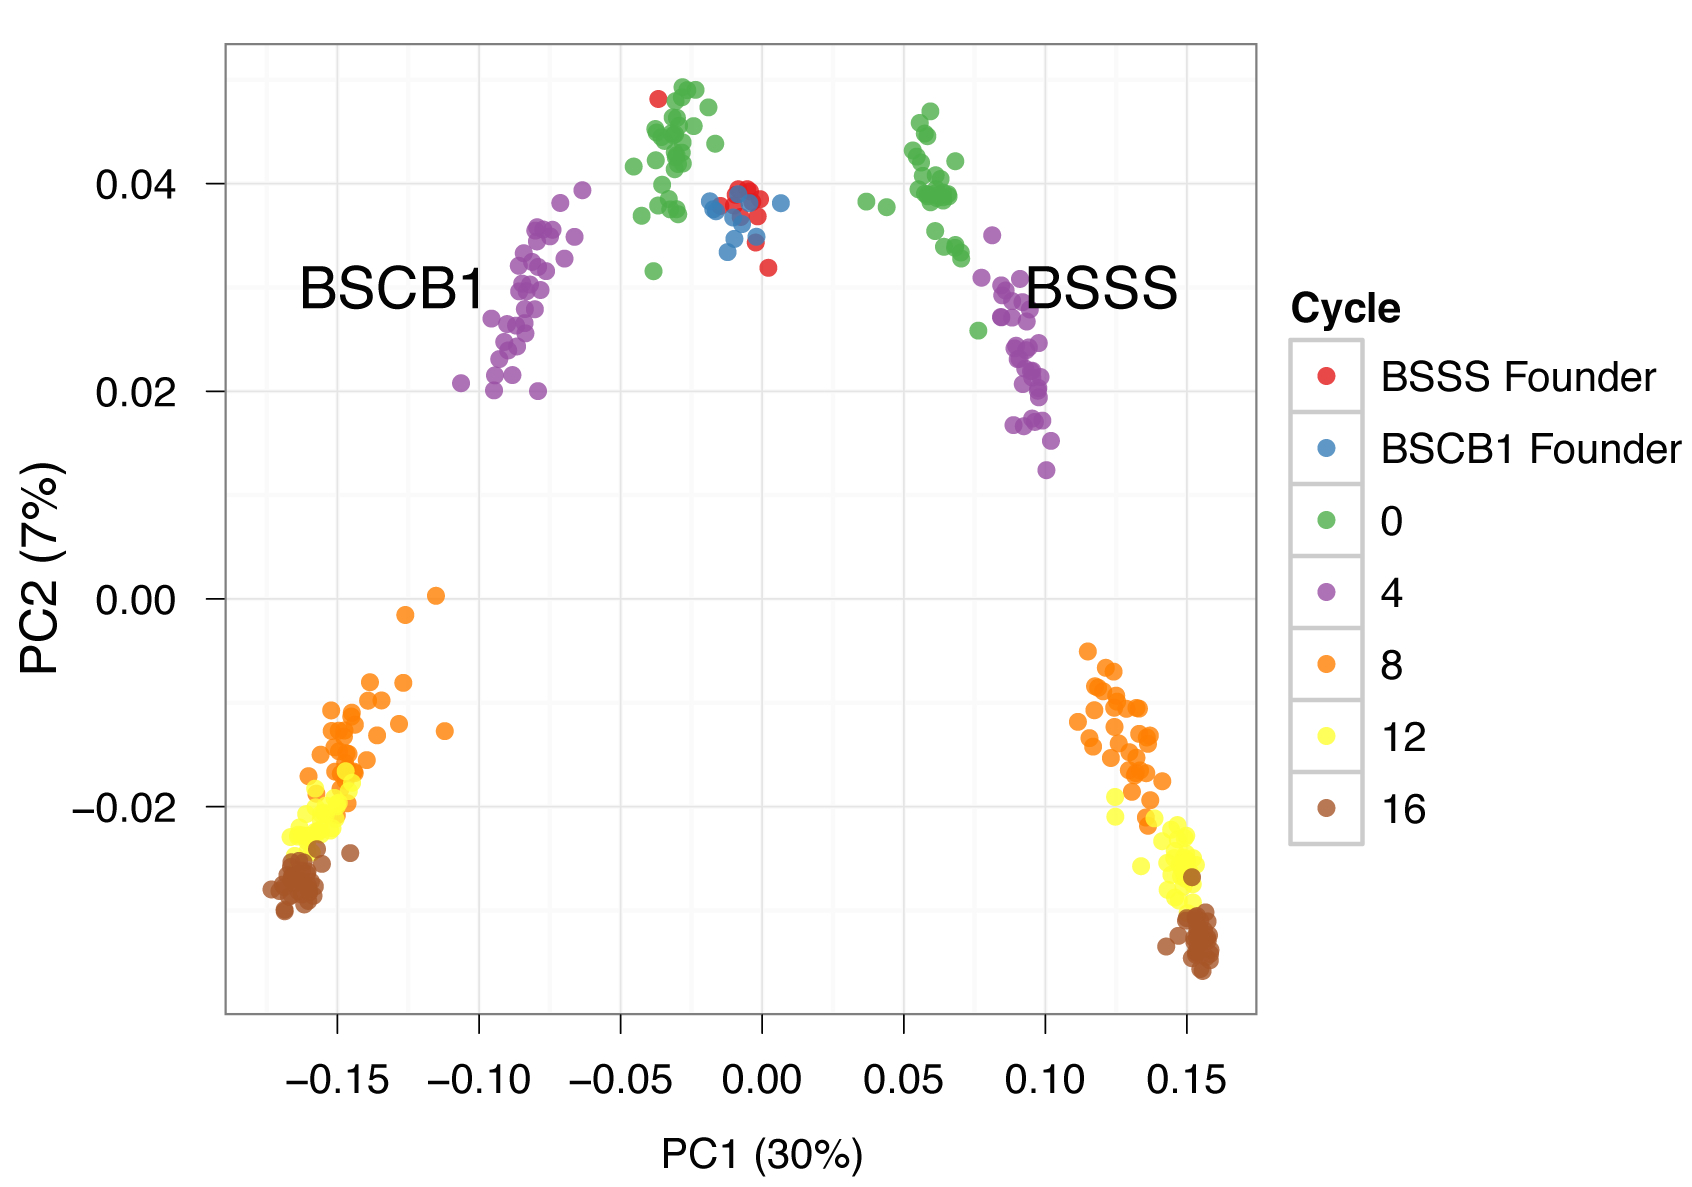 BSCB1
BSSS
PC2 (7%)
0.04
0.02
0.00
−0.02
−0.15 −0.10 −0.05 0.00 0.05 0.10 0.15
PC1 (30%)
Cycle
BSSS Founder
BSCB1 Founder
0
4
8
12
16